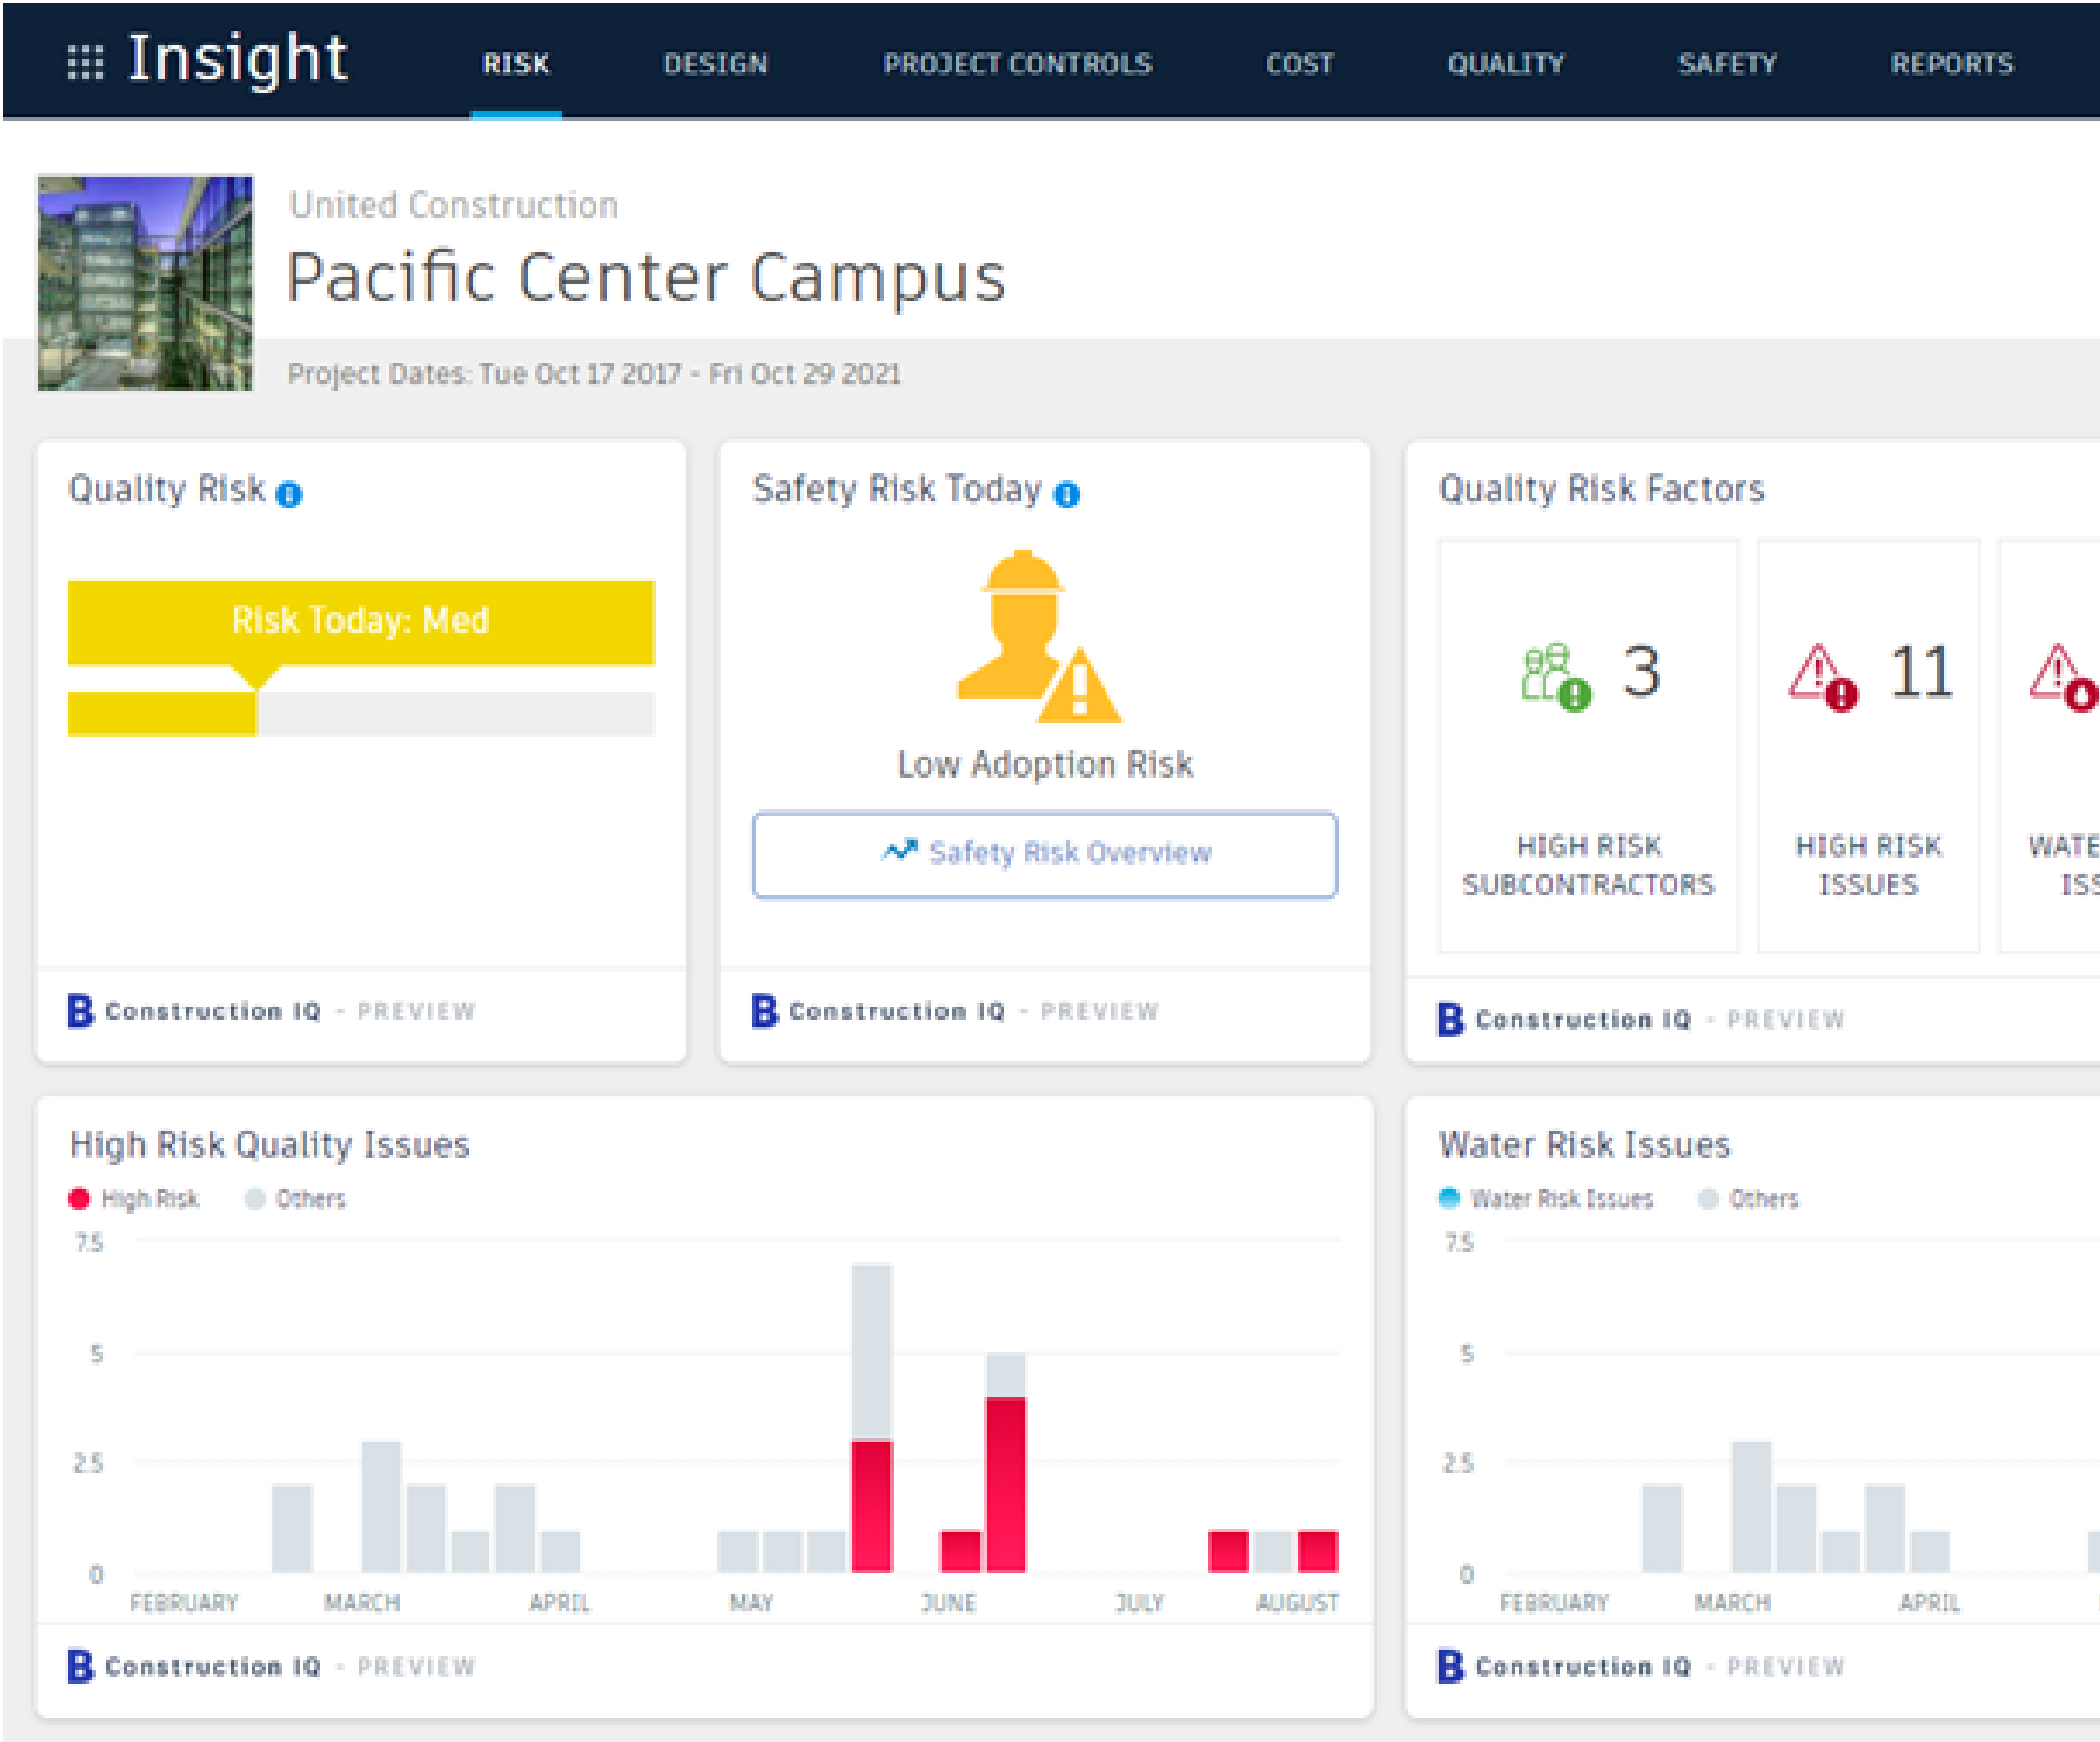 Insight RISK DESIGN PROJECT CONTROLS COST QUALITY SAFETY REPORTS
United Construction
Pacific Center Campus
Project Dates: Tue Oct 17 2017 - Fri Oct 29 2021
Quality Risk
Risk Today: Med
B Construction IQ - PREVIEW
Safety Risk Today
Low Adoption Risk
Safety Risk Overview
B Construction IQ - PREVIEW
Quality Risk Factors
3
HIGH RISK
SUBCONTRACTORS
11
HIGH RISK
ISSUES
WATE
ISS
B Construction IQ - PREVIEW
High Risk Quality Issues
High Risk Others
7.5
5
2.5
0
FEBRUARY MARCH APRIL MAY JUNE JULY AUGUST
B Construction IQ - PREVIEW
Water Risk Issues
Water Risk Issues Others
7.5
5
2.5
0
FEBRUARY MARCH APRIL
B Construction IQ - PREVIEW